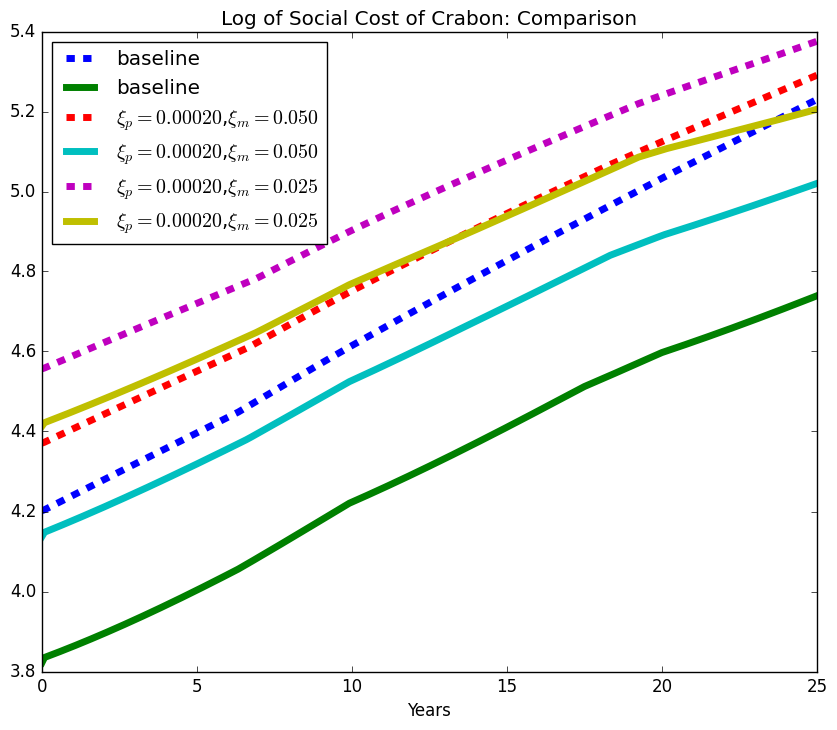 Log of Social Cost of Crabon: Comparison
5.4
5.2
5.0
4.8
4.6
4.4
4.2
4.0
3.8
baseline
baseline
ξp = 0.00020,ξm = 0.050
ξp = 0.00020,ξm = 0.050
ξp = 0.00020,ξm = 0.025
ξp = 0.00020,ξm = 0.025
0 5 10 15 20 25
Years